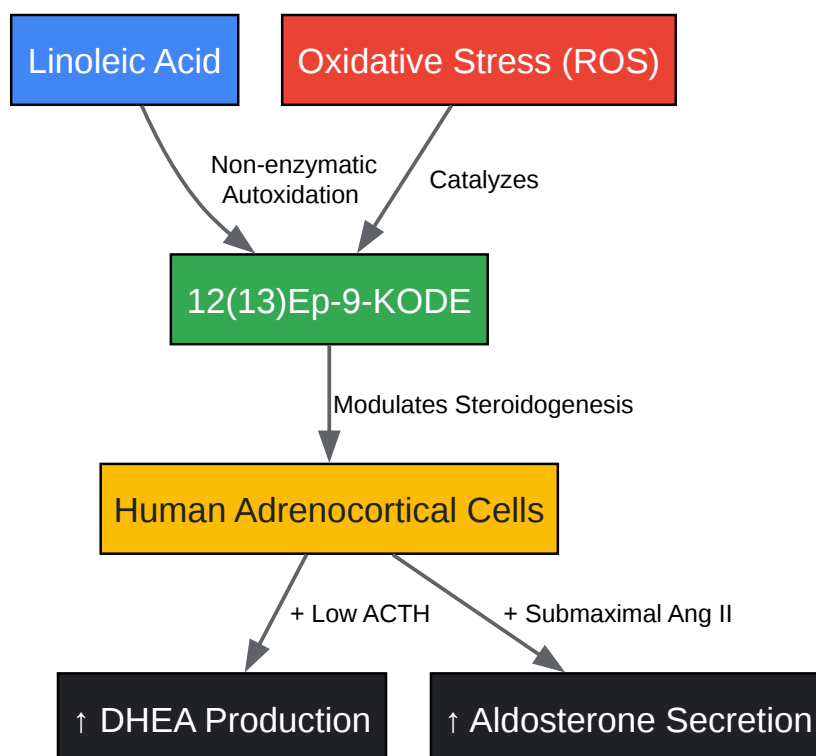 Linoleic Acid
Oxidative Stress (ROS)
Non-enzymatic
Autoxidation
Catalyzes
12(13)Ep-9-KODE
Modulates Steroidogenesis
Human Adrenocortical Cells
+ Low ACTH
+ Submaximal Ang II
↑ DHEA Production
↑ Aldosterone Secretion